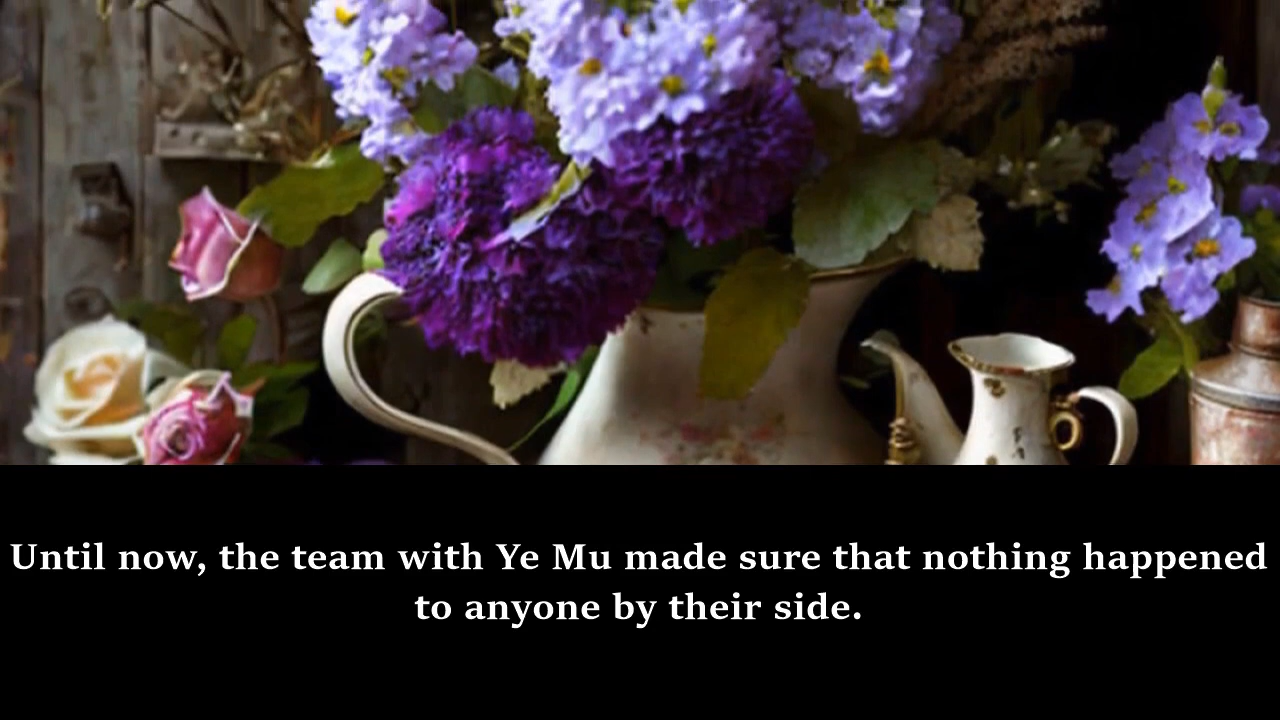 Until now, the team with Ye Mu made sure that nothing happened
to anyone by their side.